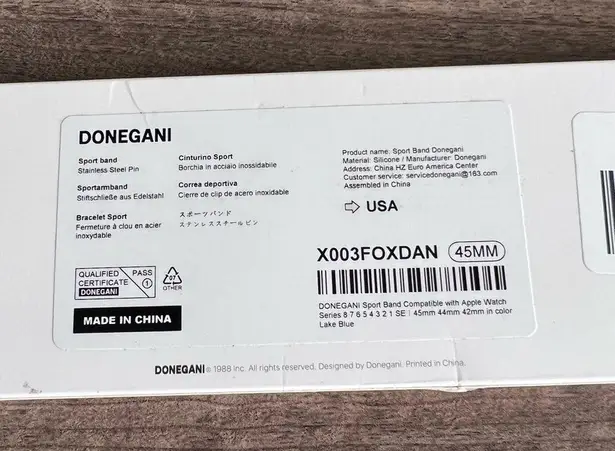 DONEGANI
Sport band
Stainless Steel Pin
Sportarmband
Stiftschließe aus Edelstahl
Bracelet Sport
Fermeture à clou en acier
inoxydable
Cinturino Sport
Borchia in acciaio inossidabile
Correa deportiva
Cierre de clip de acero inoxidable
スポーツバンド
ステンレススチールピン
QUALIFIED
CERTIFICATE
DONEGANI
PASS
1
07
OTHER
MADE IN CHINA
Product name: Sport Band Donegani
Material: Silicone / Manufacturer: Donegani
Address: China HZ Euro America Center
Customer service: servicedonegani@163.com
Assembled in China
USA
X003FOXDAN 45MM
DONEGANI Sport Band Compatible with Apple Watch
Series 8 7 6 5 4 3 2 1 SE | 45mm 44mm 42mm in color
Lake Blue
DONEGANI® 1988 Inc. All rights reserved. Designed by Donegani. Printed in China.